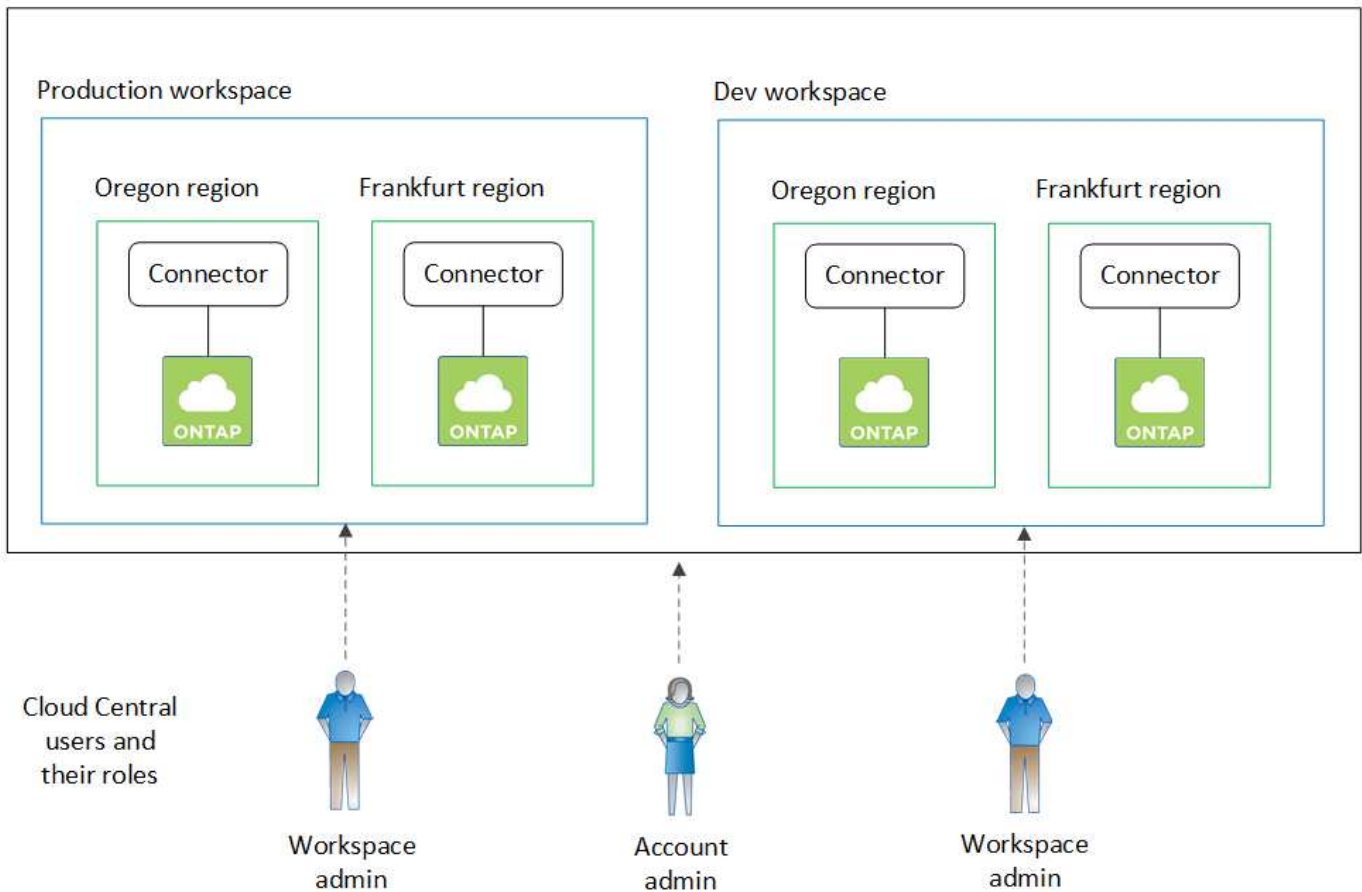 Production workspace
Dev workspace
Oregon region
Frankfurt region
Oregon region
Frankfurt region
Connector
Connector
Connector
Connector
ONTAP
ONTAP
ONTAP
ONTAP
Cloud Central
users and
their roles
Workspace
admin
Account
admin
Workspace
admin